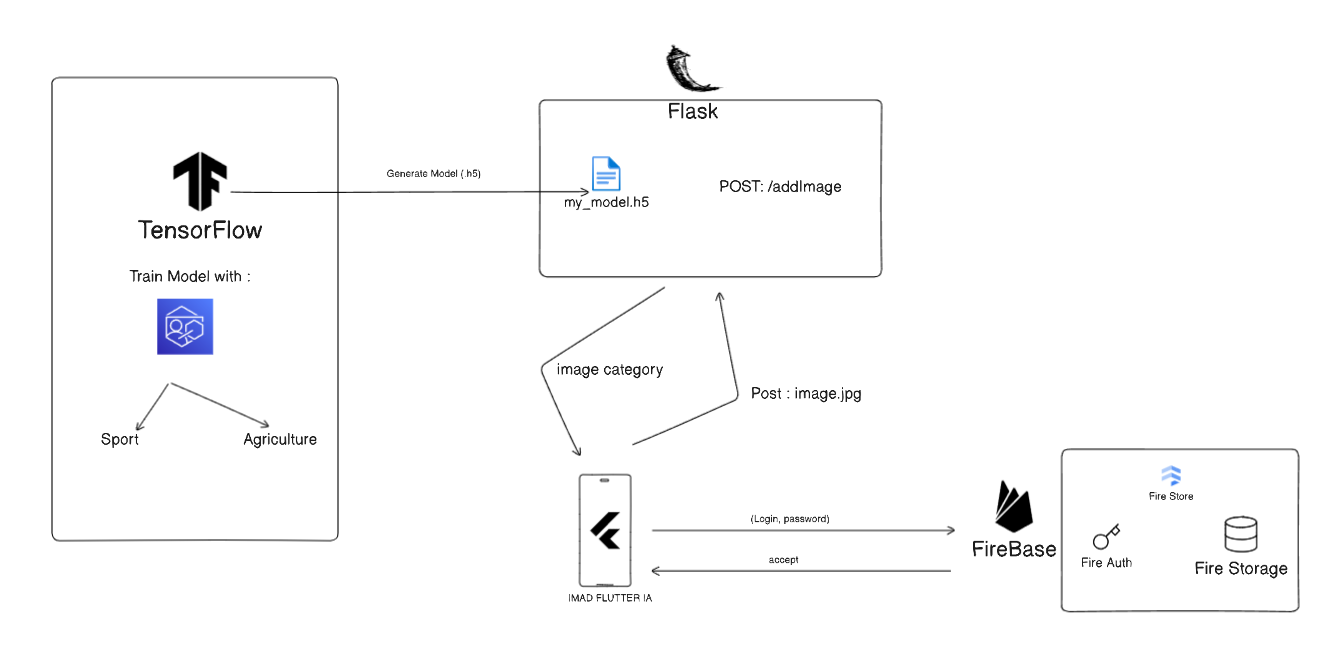 Flask
Generate Model (.h5)
my_model.h5
POST: /addImage
TensorFlow
Train Model with :
Sport
Agriculture
image category
Post : image.jpg
IMAD FLUTTER IA
(Login, password)
accept
FireBase
Fire Store
Fire Auth
Fire Storage